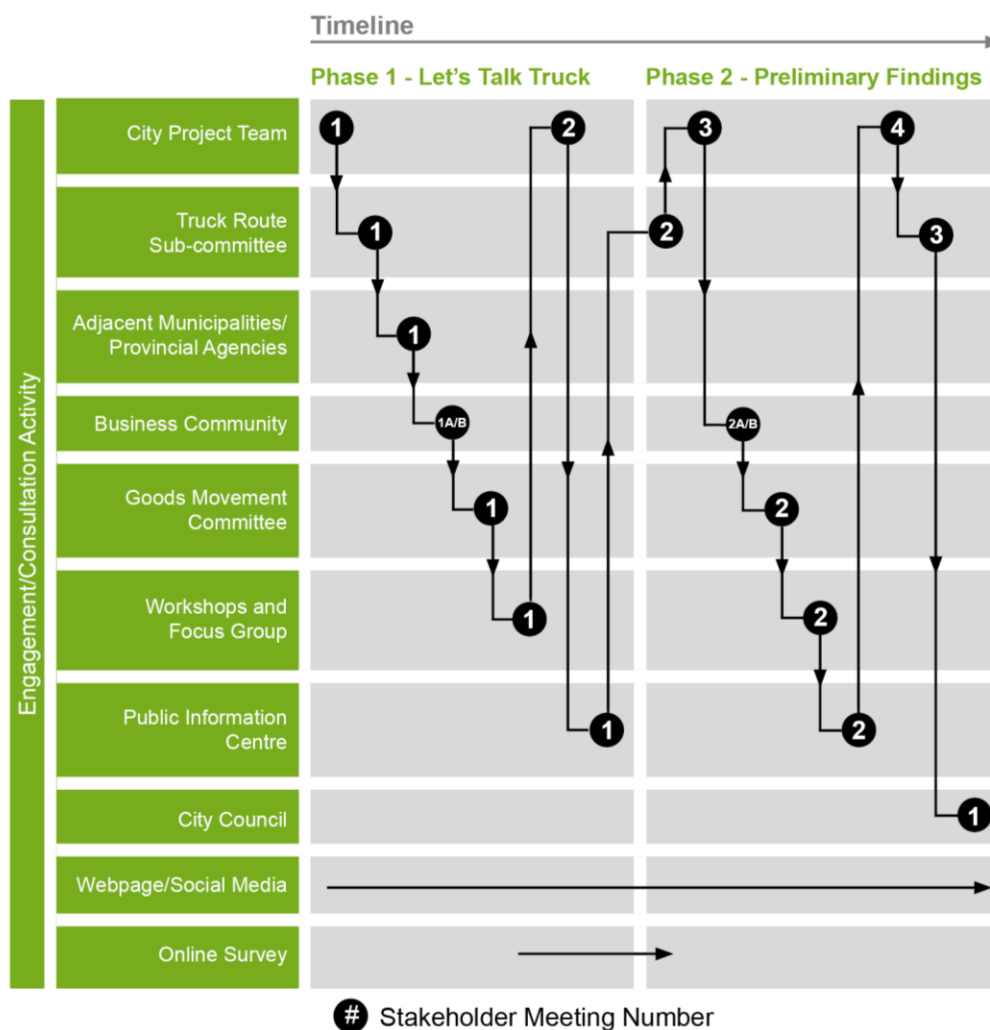 Timeline
Phase 1 - Let's Talk Truck
Phase 2 - Preliminary Findings
Engagement/Consultation Activity
City Project Team
1
2
3
4
Truck Route
Sub-committee
1
2
3
Adjacent Municipalities/
Provincial Agencies
1
Business Community
1A/B
2A/B
Goods Movement
Committee
1
2
Workshops and
Focus Group
1
2
Public Information
Centre
1
2
City Council
1
Webpage/Social Media
Online Survey
# Stakeholder Meeting Number